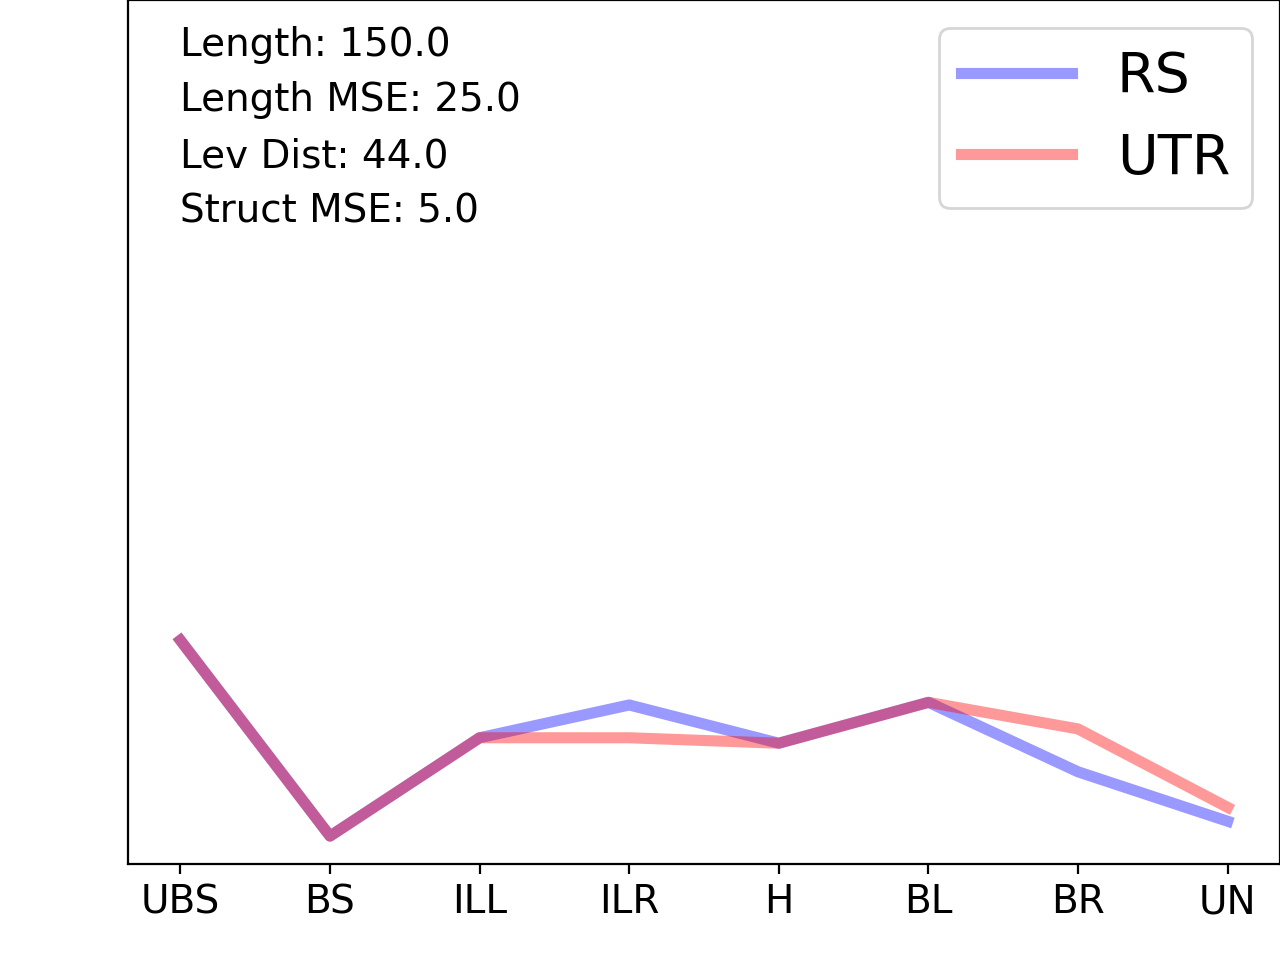 Length: 150.0
Length MSE: 25.0
Lev Dist: 44.0
Struct MSE: 5.0
RS
UTR
UBS BS ILL ILR H BL BR UN